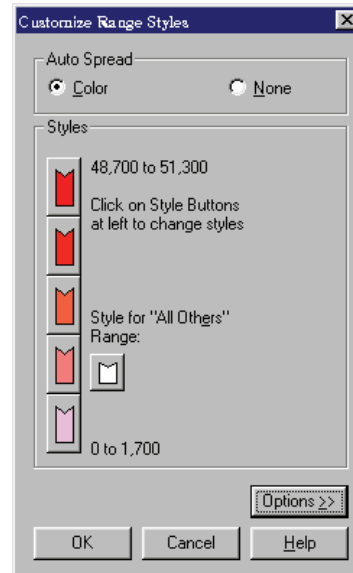 Customize Range Styles
Auto Spread
Color
None
Styles
48,700 to 51,300
Click on Style Buttons
at left to change styles
Style for "All Others"
Range:
0 to 1,700
Options >>
OK
Cancel
Help